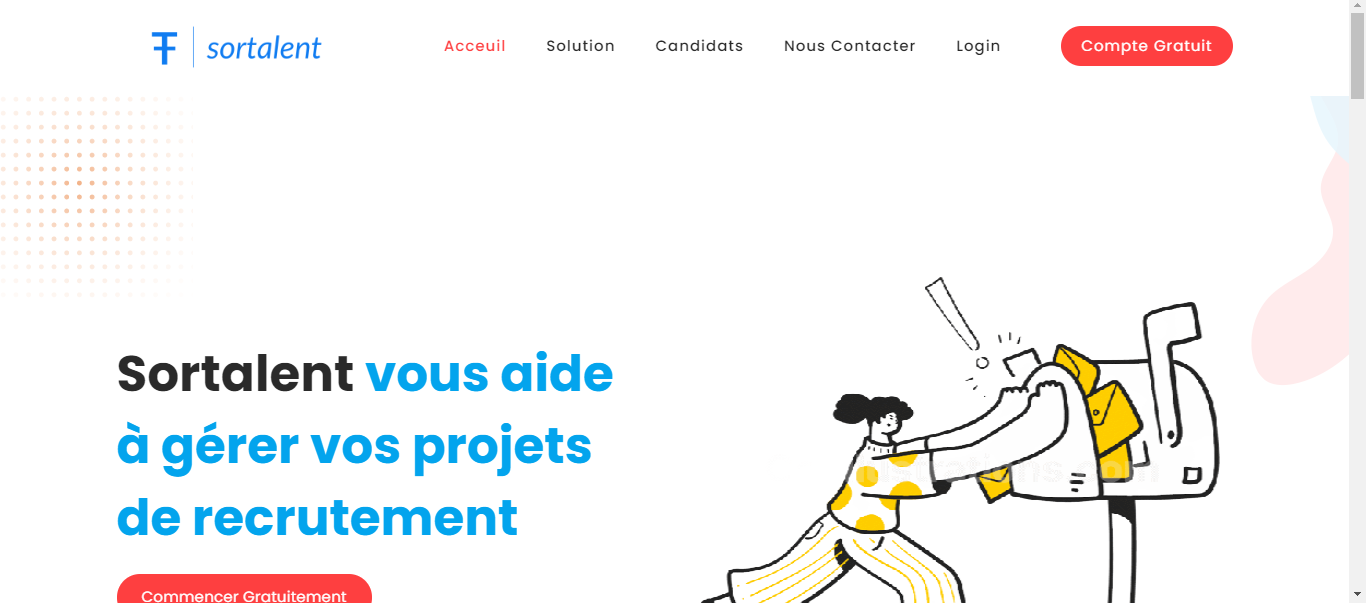 sortalent
Acceuil
Solution
Candidats
Nous Contacter
Login
Compte Gratuit
Sortalent vous aide
à gérer vos projets
de recrutement
Commencer Gratuitement